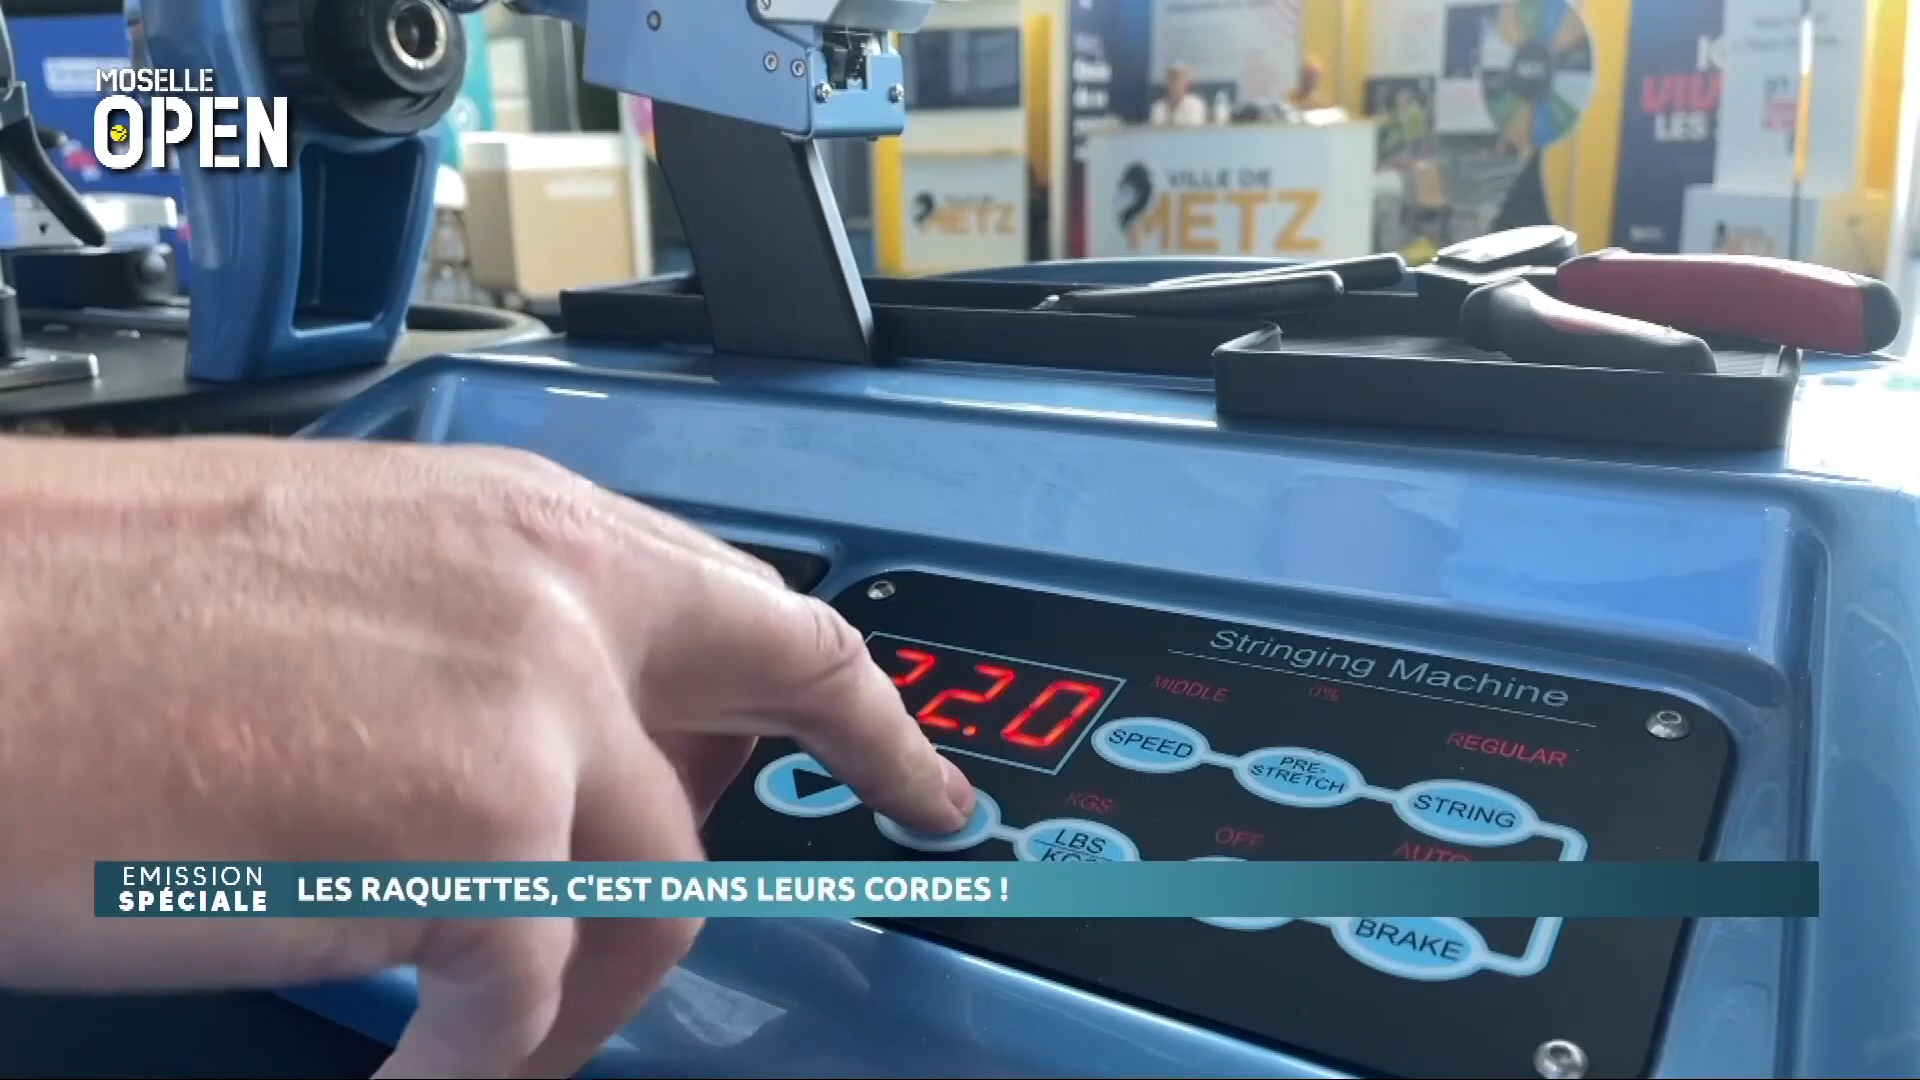 MOSELLE
OPEN
VILLE DE
METZ
METZ
Stringing Machine
MIDDLE
0%
REGULAR
22.0
SPEED
PRE-
STRETCH
STRING
KGS
LBS
OFF
AUTO
BRAKE
EMISSION
SPÉCIALE
LES RAQUETTES, C'EST DANS LEURS CORDES !